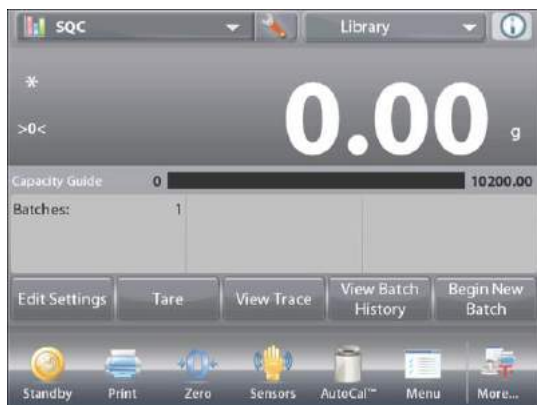 SQC Library
*
>0<
0.00 g
Capacity Guide 0 10200.00
Batches: 1
Edit Settings Tare View Trace View Batch History Begin New Batch
Standby Print Zero Sensors AutoCal™ Menu More...